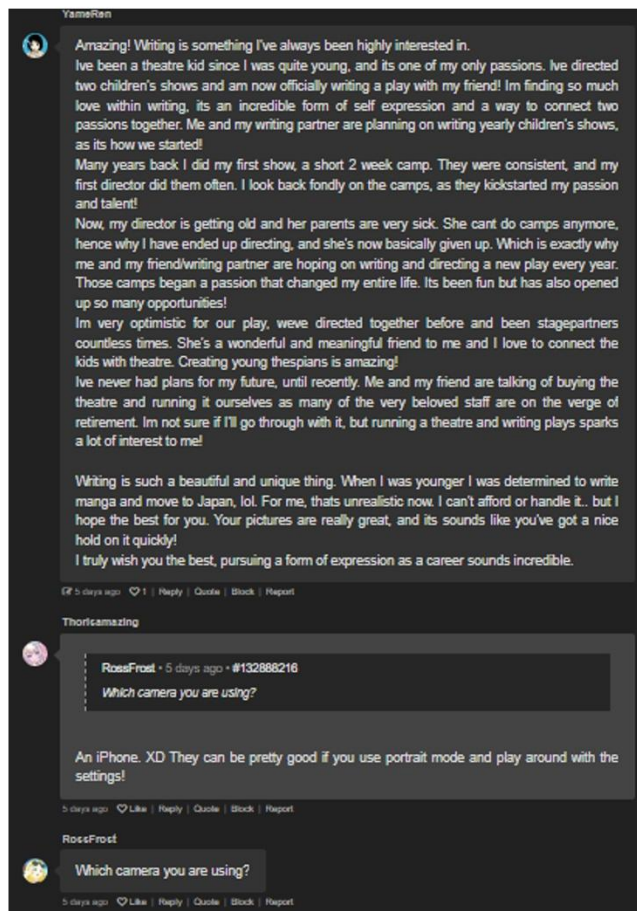 YameRen
Amazing! Writing is something I've always been highly interested in.
Ive been a theatre kid since I was quite young, and its one of my only passions. Ive directed
two children's shows and am now officially writing a play with my friend! Im finding so much
love within writing, its an incredible form of self expression and a way to connect two
passions together. Me and my writing partner are planning on writing yearly children's shows,
as its how we started!
Many years back I did my first show, a short 2 week camp. They were consistent, and my
first director did them often. I look back fondly on the camps, as they kickstarted my passion
and talent!
Now, my director is getting old and her parents are very sick. She cant do camps anymore,
hence why I have ended up directing, and she's now basically given up. Which is exactly why
me and my friend/writing partner are hoping on writing and directing a new play every year.
Those camps began a passion that changed my entire life. Its been fun but has also opened
up so many opportunities!
Im very optimistic for our play, weve directed together before and been stagepartners
countless times. She's a wonderful and meaningful friend to me and I love to connect the
kids with theatre. Creating young thespians is amazing!
Ive never had plans for my future, until recently. Me and my friend are talking of buying the
theatre and running it ourselves as many of the very beloved staff are on the verge of
retirement. Im not sure if I'll go through with it, but running a theatre and writing plays sparks
a lot of interest to me!
Writing is such a beautiful and unique thing. When I was younger I was determined to write
manga and move to Japan, lol. For me, thats unrealistic now. I can't afford or handle it.. but I
hope the best for you. Your pictures are really great, and its sounds like you've got a nice
hold on it quickly!
I truly wish you the best, pursuing a form of expression as a career sounds incredible.
5 days ago ♡ 1 | Reply | Quote | Block | Report
Thorisamazing
RossFrost • 5 days ago • #132888216
Which camera you are using?
An iPhone. XD They can be pretty good if you use portrait mode and play around with the
settings!
5 days ago ♡ Like | Reply | Quote | Block | Report
RossFrost
Which camera you are using?
5 days ago ♡ Like | Reply | Quote | Block | Report